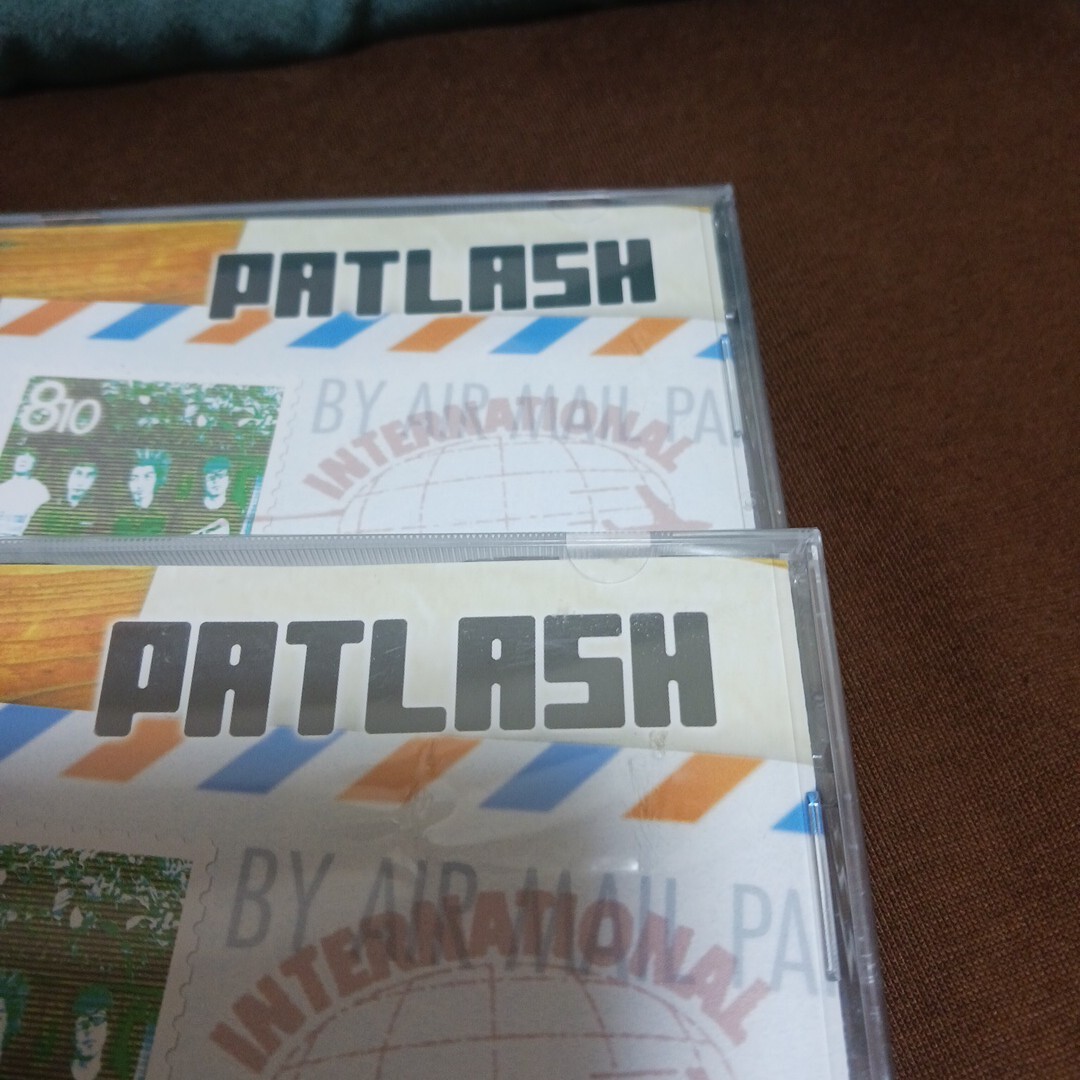 PATLASH
810
BY AIR MAIL PA
INTERNATIONAL
PATLASH
BY AIR MAIL PA
INTERNATIONAL